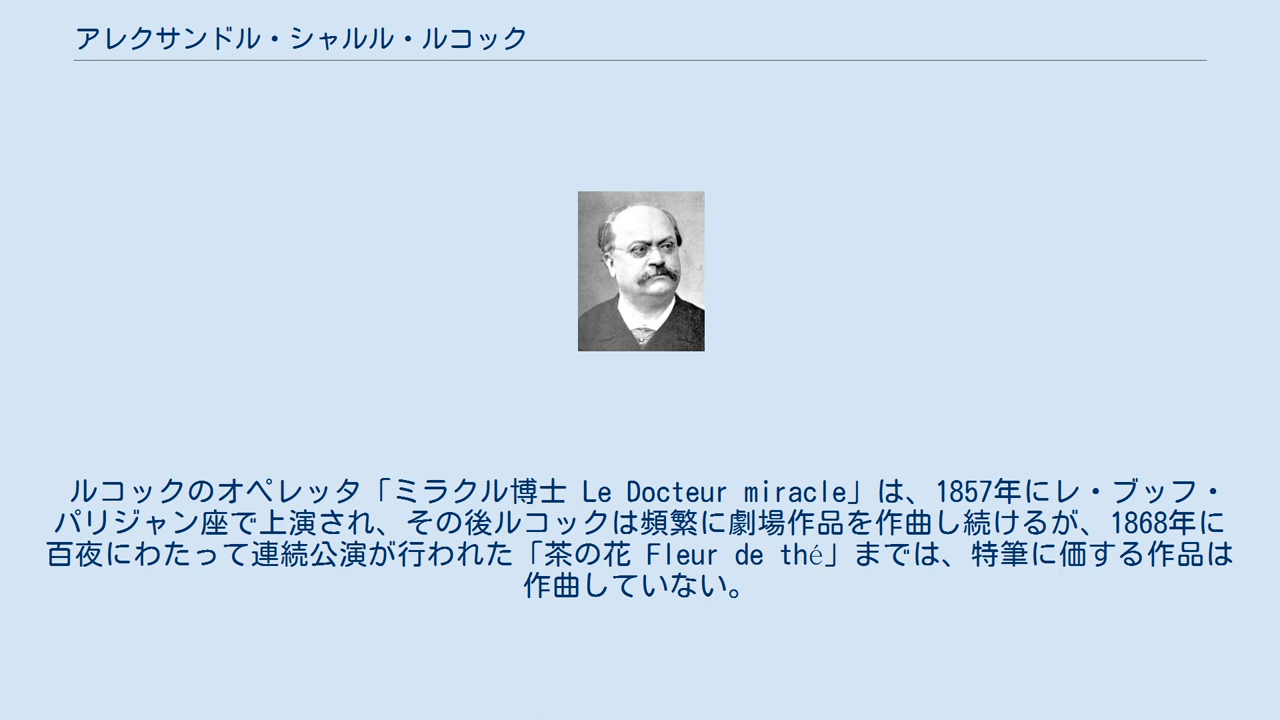 アレクサンドル・シャルル・ルコック
ルコックのオペレッタ「ミラクル博士 Le Docteur miracle」は、1857年にレ・ブッフ・
パリジャン座で上演され、その後ルコックは頻繁に劇場作品を作曲し続けるが、1868年に
百夜にわたって連続公演が行われた「茶の花 Fleur de thé」までは、特筆に価する作品は
作曲していない。